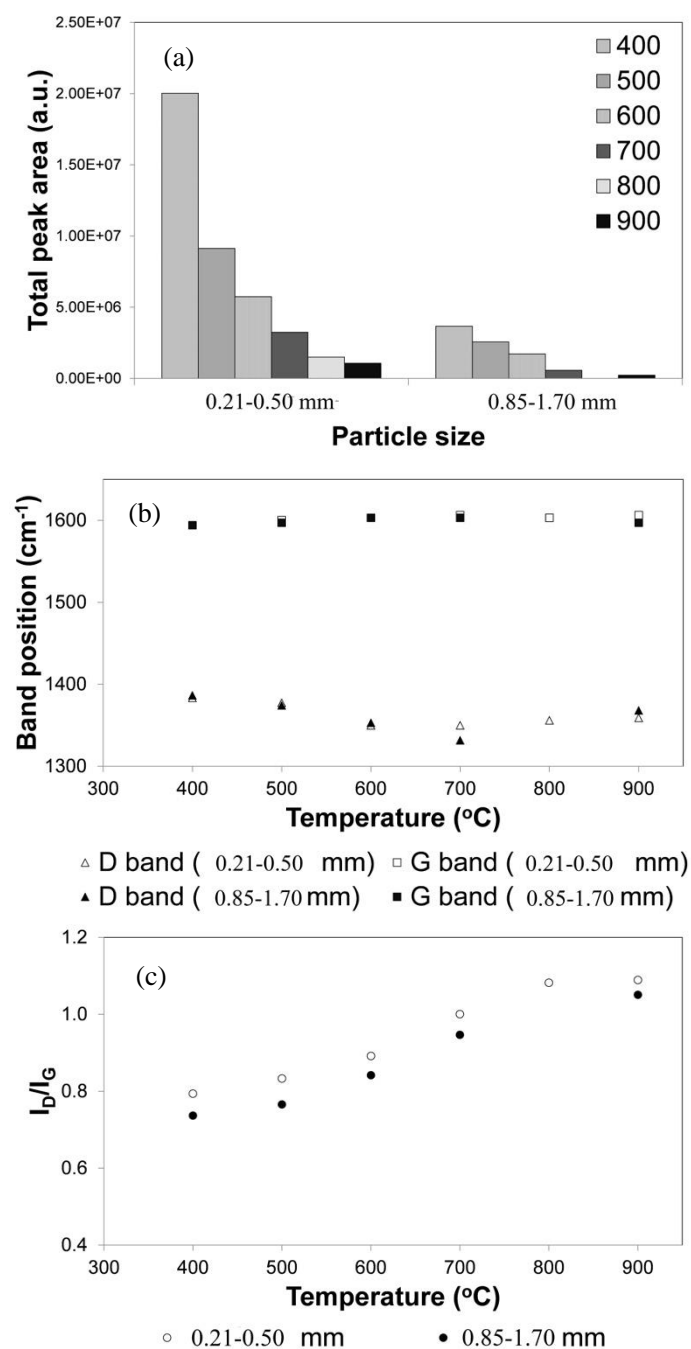 2.50E+07
(a)
400
500
600
700
800
900
2.00E+07
1.50E+07
1.00E+07
5.00E+06
0.00E+00
Total peak area (a.u.)
0.21-0.50 mm
0.85-1.70 mm
Particle size
(b)
1600
1500
1400
1300
Band position (cm⁻¹)
300 400 500 600 700 800 900
Temperature (ºC)
△ D band ( 0.21-0.50 mm) □ G band ( 0.21-0.50 mm)
▲ D band ( 0.85-1.70 mm) ■ G band ( 0.85-1.70 mm)
1.2
(c)
1.0
0.8
0.6
0.4
I_D/I_G
300 400 500 600 700 800 900
Temperature (ºC)
○ 0.21-0.50 mm ● 0.85-1.70 mm